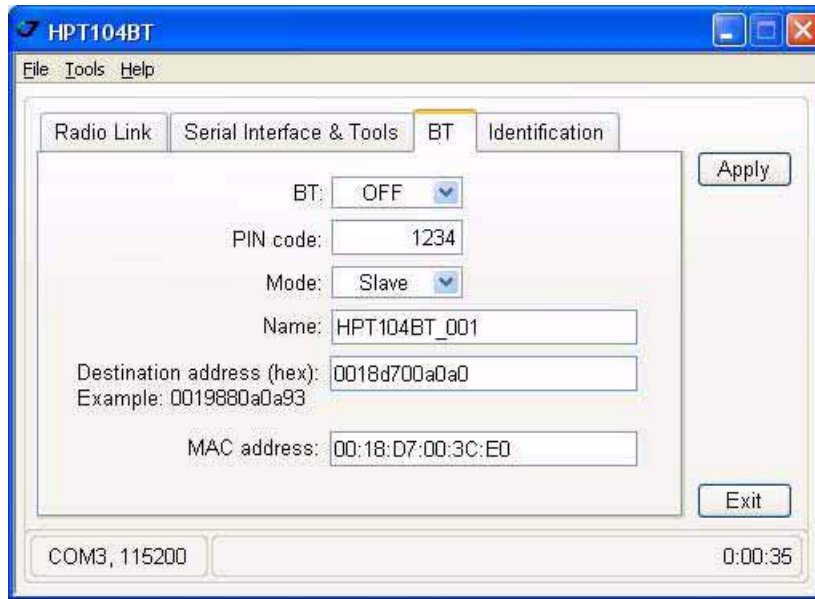 HPT104BT
File Tools Help
Radio Link Serial Interface & Tools BT Identification
Apply
BT: OFF
PIN code: 1234
Mode: Slave
Name: HPT104BT_001
Destination address (hex): 0018d700a0a0
Example: 0019880a0a93
MAC address: 00:18:D7:00:3C:E0
Exit
COM3, 115200 0:00:35